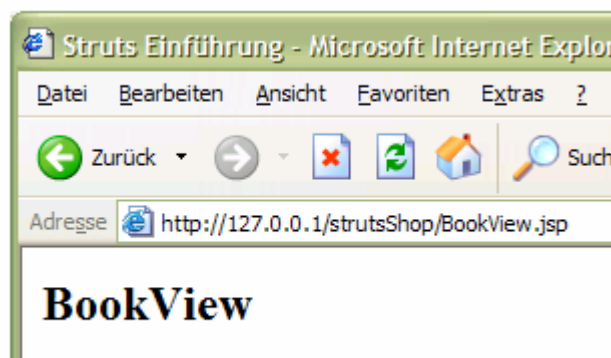 Struts Einführung - Microsoft Internet Explor
Datei Bearbeiten Ansicht Favoriten Extras ?
Zurück Such
Adresse http://127.0.0.1/strutsShop/BookView.jsp
BookView